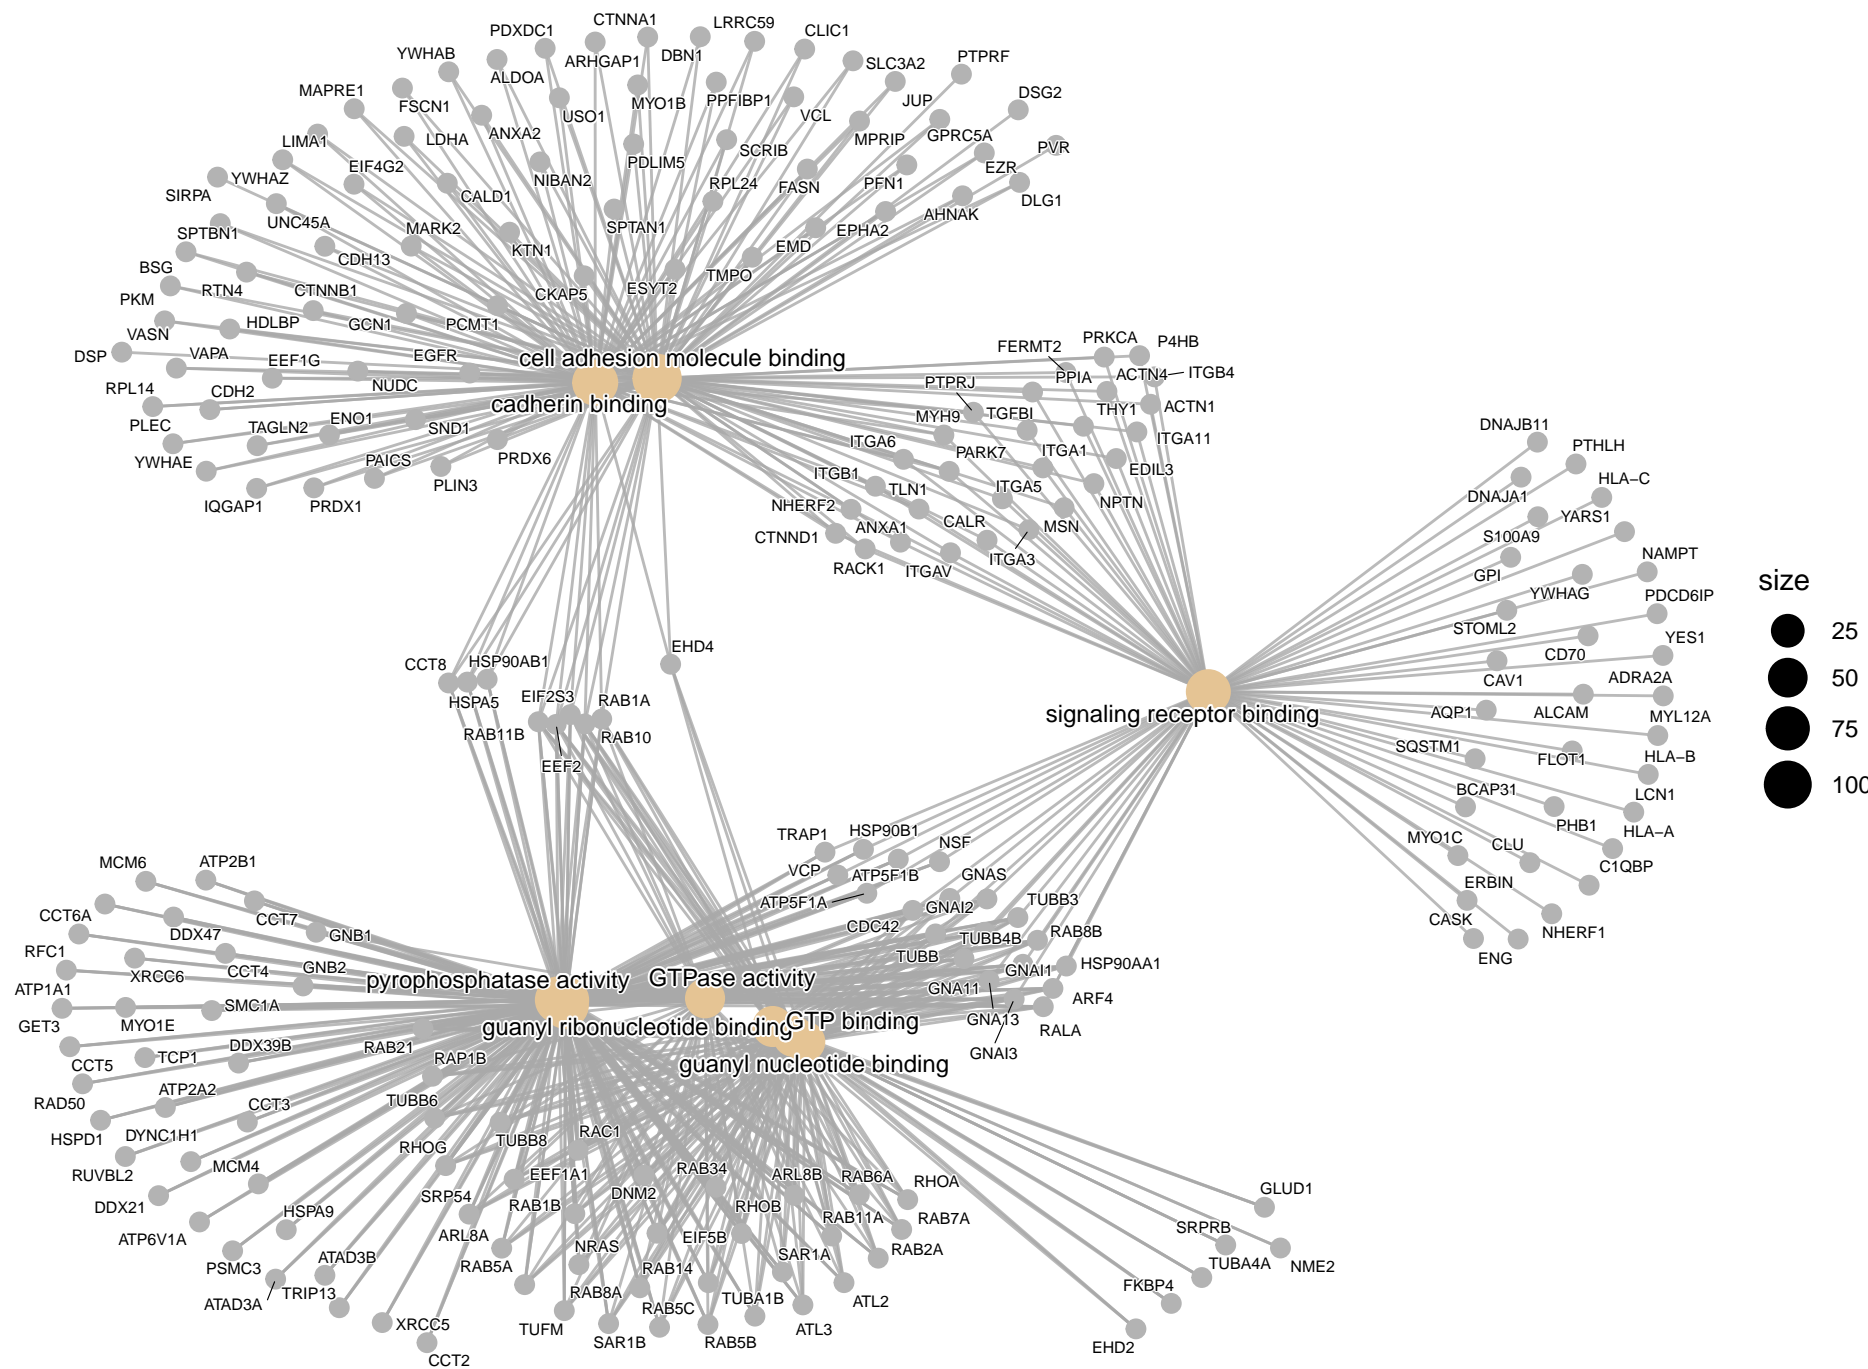 CTNNA1
LRRC59
PDXDC1
CLIC1
YWHAB
ARHGAP1
DBN1
PTPRF
SLC3A2
ALDOA
MAPRE1
FSCN1
MYO1B
PPFIBP1
JUP
DSG2
USO1
VCL
LIMA1
LDHA
ANXA2
MPRIP
GPRC5A
PVR
SCRIB
EIF4G2
PDLIM5
EZR
YWHAZ
NIBAN2
RPL24
FASN
PFN1
SIRPA
CALD1
DLG1
UNC45A
AHNAK
SPTBN1
MARK2
SPTAN1
EPHA2
EMD
KTN1
CDH13
BSG
RTN4
CTNNB1
CKAP5
ESYT2
TMPO
PKM
HDLBP
GCN1
PCMT1
VASN
DSP
VAPA
EEF1G
EGFR
cell adhesion molecule binding
NUDC
RPL14
CDH2
cadherin binding
PLEC
TAGLN2
ENO1
SND1
YWHAE
PAICS
PRDX6
PLIN3
IQGAP1
PRDX1
FERMT2
PRKCA
P4HB
PTPRJ
PPIA
ACTN4
ITGB4
MYH9
TGFBI
THY1
ACTN1
ITGA6
PARK7
ITGA1
ITGA11
EDIL3
ITGB1
TLN1
ITGA5
NPTN
NHERF2
ANXA1
CALR
MSN
CTNND1
RACK1
ITGAV
ITGA3
DNAJB11
PTHLH
HLA−C
DNAJA1
YARS1
S100A9
NAMPT
GPI
YWHAG
PDCD6IP
STOML2
YES1
CD70
CAV1
ADRA2A
AQP1
ALCAM
MYL12A
signaling receptor binding
SQSTM1
FLOT1
HLA−B
BCAP31
LCN1
PHB1
HLA−A
MYO1C
CLU
C1QBP
ERBIN
CASK
NHERF1
ENG
size
25
50
75
100
CCT8
HSP90AB1
EHD4
HSPA5
EIF2S3
RAB1A
RAB11B
RAB10
EEF2
TRAP1
HSP90B1
NSF
VCP
ATP5F1B
GNAS
ATP5F1A
GNAI2
TUBB3
CDC42
TUBB4B
RAB8B
TUBB
GNAI1
HSP90AA1
GNA11
ARF4
GNA13
RALA
GNAI3
MCM6
ATP2B1
CCT6A
CCT7
DDX47
GNB1
RFC1
XRCC6
CCT4
GNB2
pyrophosphatase activity
GTPase activity
ATP1A1
SMC1A
GET3
MYO1E
guanyl ribonucleotide binding
GTP binding
RAB21
DDX39B
TCP1
RAP1B
CCT5
guanyl nucleotide binding
ATP2A2
RAD50
CCT3
TUBB6
HSPD1
DYNC1H1
RHOG
TUBB8
RAC1
RUVBL2
MCM4
EEF1A1
RAB34
ARL8B
RAB6A
RHOA
DDX21
SRP54
RAB1B
DNM2
RHOB
HSPA9
RAB11A
RAB7A
ATP6V1A
ARL8A
NRAS
EIF5B
SAR1A
RAB2A
PSMC3
ATAD3B
RAB5A
RAB14
ATAD3A
TRIP13
RAB8A
RAB5C
TUBA1B
ATL2
XRCC5
TUFM
SAR1B
RAB5B
ATL3
CCT2
GLUD1
SRPRB
TUBA4A
NME2
FKBP4
EHD2